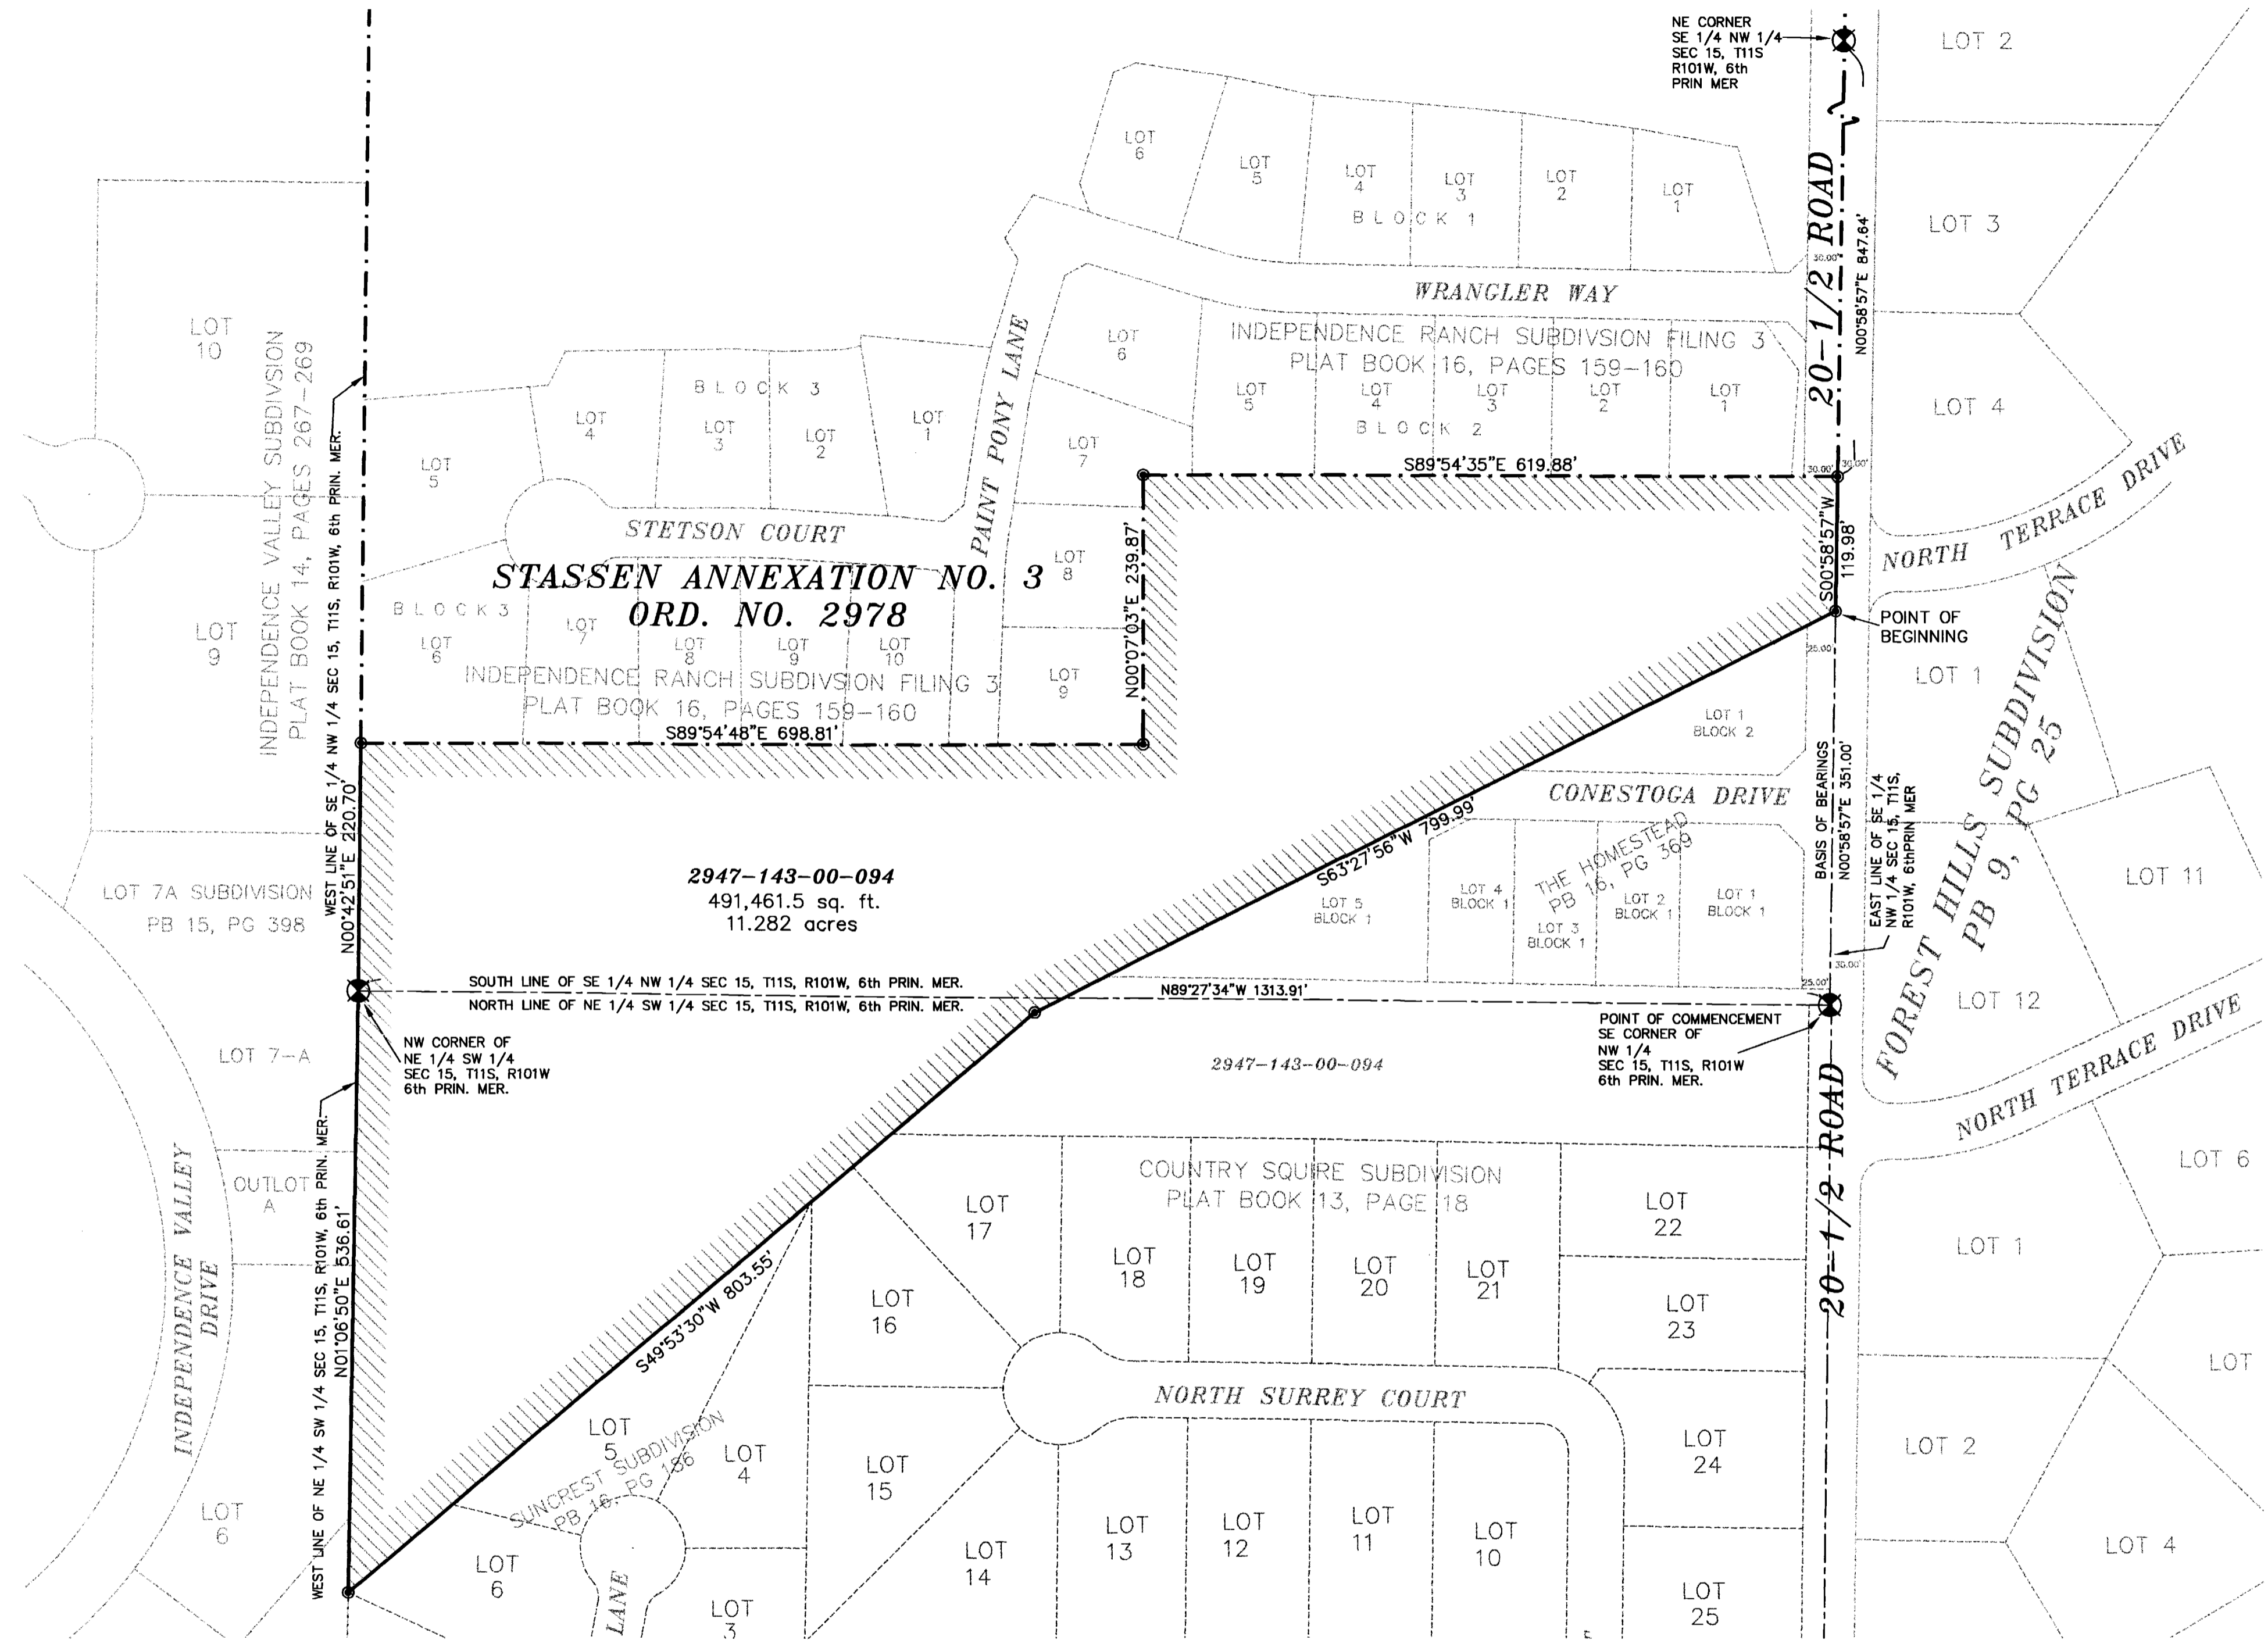 NE CORNER
SE 1/4 NW 1/4
SEC 15, T11S
R101W, 6th
PRIN MER
LOT 2
LOT 3
LOT 4
20-1/2 ROAD
N00°58'57"E 847.64'
30.00'
LOT
6
LOT
5
LOT
4
LOT
3
LOT
2
LOT
1
BLOCK 1
WRANGLER WAY
INDEPENDENCE RANCH SUBDIVSION FILING 3
PLAT BOOK 16, PAGES 159-160
LOT
6
LOT
5
LOT
4
LOT
3
LOT
2
LOT
1
BLOCK 2
LOT
7
LOT
8
LOT
9
PAINT PONY LANE
S89°54'35"E 619.88'
30.00'
30.00'
NORTH TERRACE DRIVE
S00°58'57"W
119.98'
POINT OF
BEGINNING
LOT
10
LOT
9
INDEPENDENCE VALLEY SUBDIVISION
PLAT BOOK 14, PAGES 267-269
WEST LINE OF SE 1/4 NW 1/4 SEC 15, T11S, R101W, 6th PRIN. MER.
N00°42'51"E 220.70'
BLOCK 3
LOT
5
LOT
4
LOT
3
LOT
2
LOT
1
STETSON COURT
STASSEN ANNEXATION NO. 3
ORD. NO. 2978
BLOCK 3
LOT
6
LOT
7
LOT
8
LOT
9
LOT
10
INDEPENDENCE RANCH SUBDIVSION FILING 3
PLAT BOOK 16, PAGES 159-160
S89°54'48"E 698.81'
N00°07'03"E 239.87'
25.00'
LOT 1
BLOCK 2
CONESTOGA DRIVE
S63°27'56"W 799.99'
THE HOMESTEAD
PB 16, PG 369
LOT 5
BLOCK 1
LOT 4
BLOCK 1
LOT 3
BLOCK 1
LOT 2
BLOCK 1
LOT 1
BLOCK 1
BASIS OF BEARINGS
N00°58'57"E 351.00'
EAST LINE OF SE 1/4
NW 1/4 SEC 15, T11S,
R101W, 6thPRIN MER
30.00'
25.00'
FOREST HILLS SUBDIVISION
PB 9, PG 25
LOT 1
LOT 11
LOT 12
2947-143-00-094
491,461.5 sq. ft.
11.282 acres
LOT 7A SUBDIVISION
PB 15, PG 398
SOUTH LINE OF SE 1/4 NW 1/4 SEC 15, T11S, R101W, 6th PRIN. MER.
NORTH LINE OF NE 1/4 SW 1/4 SEC 15, T11S, R101W, 6th PRIN. MER.
N89°27'34"W 1313.91'
POINT OF COMMENCEMENT
SE CORNER OF
NW 1/4
SEC 15, T11S, R101W
6th PRIN. MER.
NW CORNER OF
NE 1/4 SW 1/4
SEC 15, T11S, R101W
6th PRIN. MER.
2947-143-00-094
LOT 7-A
OUTLOT
A
INDEPENDENCE VALLEY
DRIVE
LOT
6
WEST LINE OF NE 1/4 SW 1/4 SEC 15, T11S, R101W, 6th PRIN. MER.
N01°06'50"E 536.61'
S49°53'30"W 803.55'
NORTH TERRACE DRIVE
20-1/2 ROAD
COUNTRY SQUIRE SUBDIVISION
PLAT BOOK 13, PAGE 18
LOT
17
LOT
18
LOT
19
LOT
20
LOT
21
LOT
22
LOT
23
LOT
16
NORTH SURREY COURT
LOT
15
LOT
14
LOT
13
LOT
12
LOT
11
LOT
10
LOT
24
LOT
25
LOT
5
LOT
4
SUNCREST SUBDIVISION
PB 16, PG 186
LOT
6
LANE
LOT
3
LOT 6
LOT 1
LOT
LOT 2
LOT 4